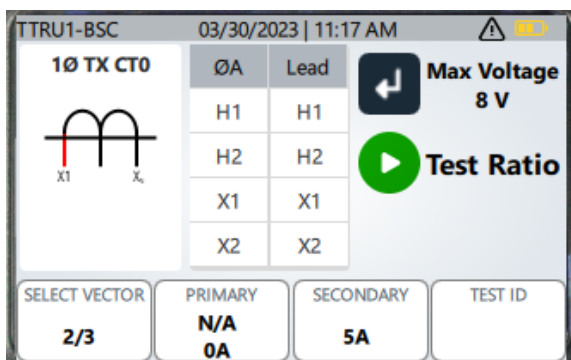 TTRU1-BSC 03/30/2023 | 11:17 AM
1Ø TX CT0
ØA Lead
H1 H1
H2 H2
X1 X1
X2 X2
X1 Xₙ
Max Voltage
8 V
Test Ratio
SELECT VECTOR
2/3
PRIMARY
N/A
0A
SECONDARY
5A
TEST ID